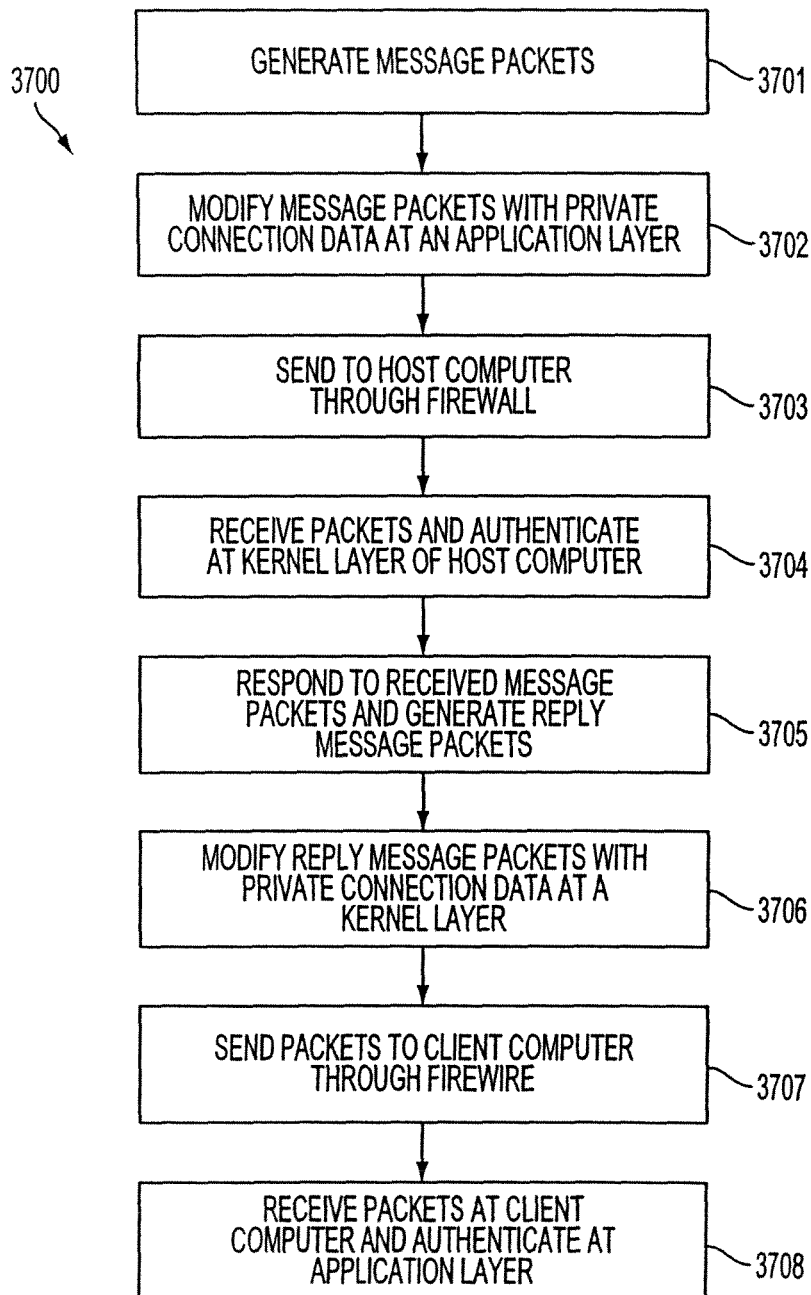 3700
GENERATE MESSAGE PACKETS
3701
MODIFY MESSAGE PACKETS WITH PRIVATE
CONNECTION DATA AT AN APPLICATION LAYER
3702
SEND TO HOST COMPUTER
THROUGH FIREWALL
3703
RECEIVE PACKETS AND AUTHENTICATE
AT KERNEL LAYER OF HOST COMPUTER
3704
RESPOND TO RECEIVED MESSAGE
PACKETS AND GENERATE REPLY
MESSAGE PACKETS
3705
MODIFY REPLY MESSAGE PACKETS WITH
PRIVATE CONNECTION DATA AT A
KERNEL LAYER
3706
SEND PACKETS TO CLIENT COMPUTER
THROUGH FIREWIRE
3707
RECEIVE PACKETS AT CLIENT
COMPUTER AND AUTHENTICATE AT
APPLICATION LAYER
3708